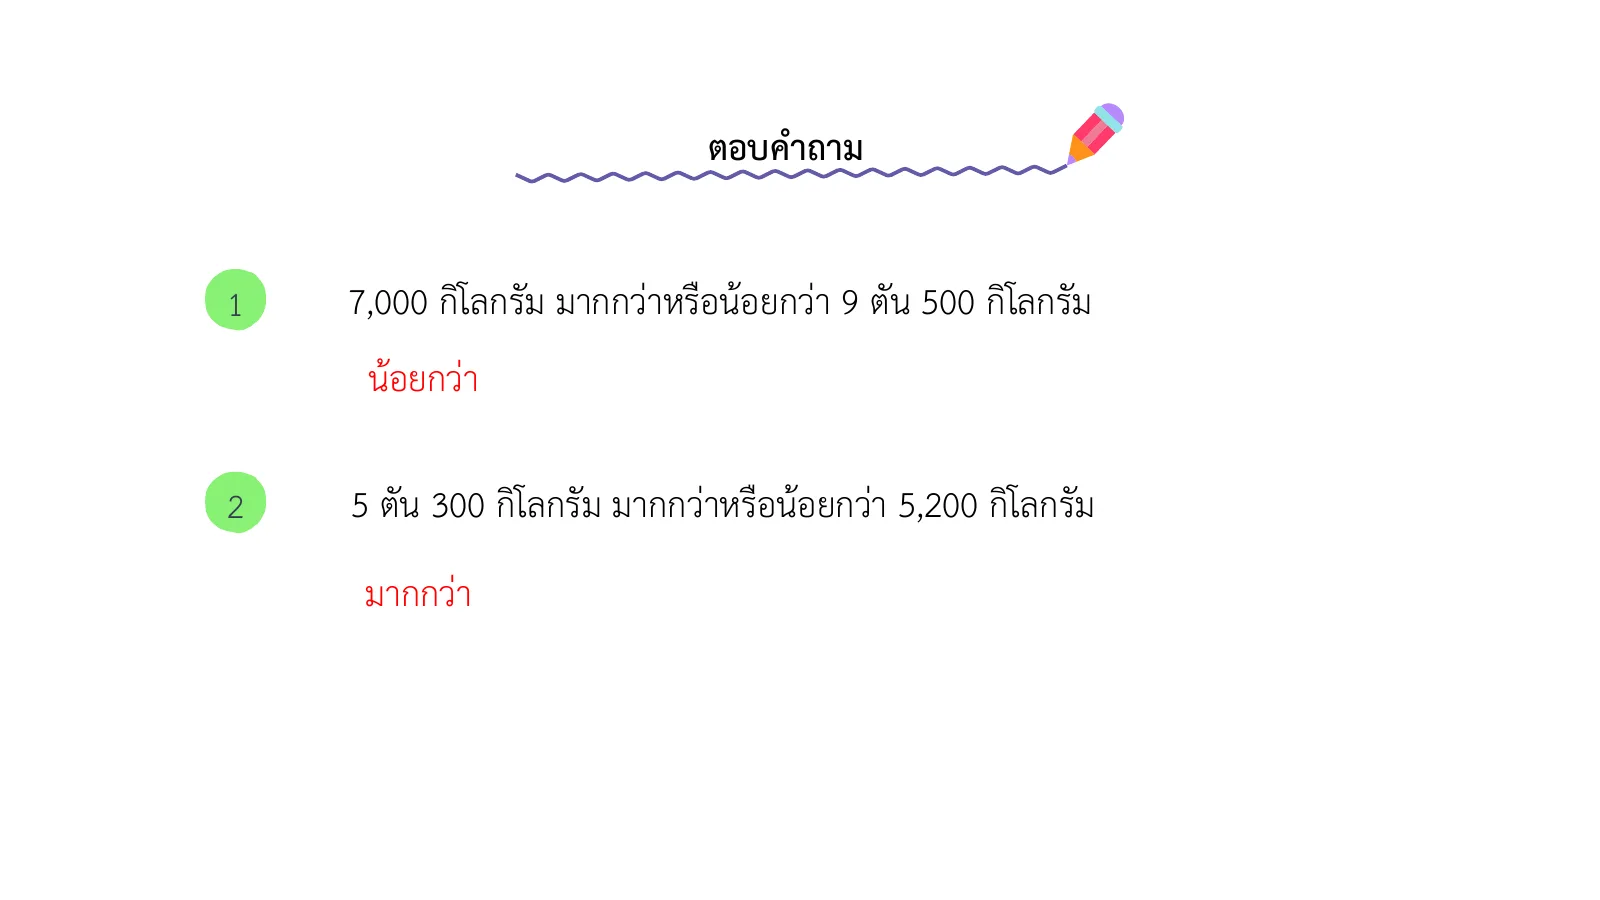 ตอบคำถาม
1 7,000 กิโลกรัม มากกว่าหรือน้อยกว่า 9 ตัน 500 กิโลกรัม
น้อยกว่า
2 5 ตัน 300 กิโลกรัม มากกว่าหรือน้อยกว่า 5,200 กิโลกรัม
มากกว่า